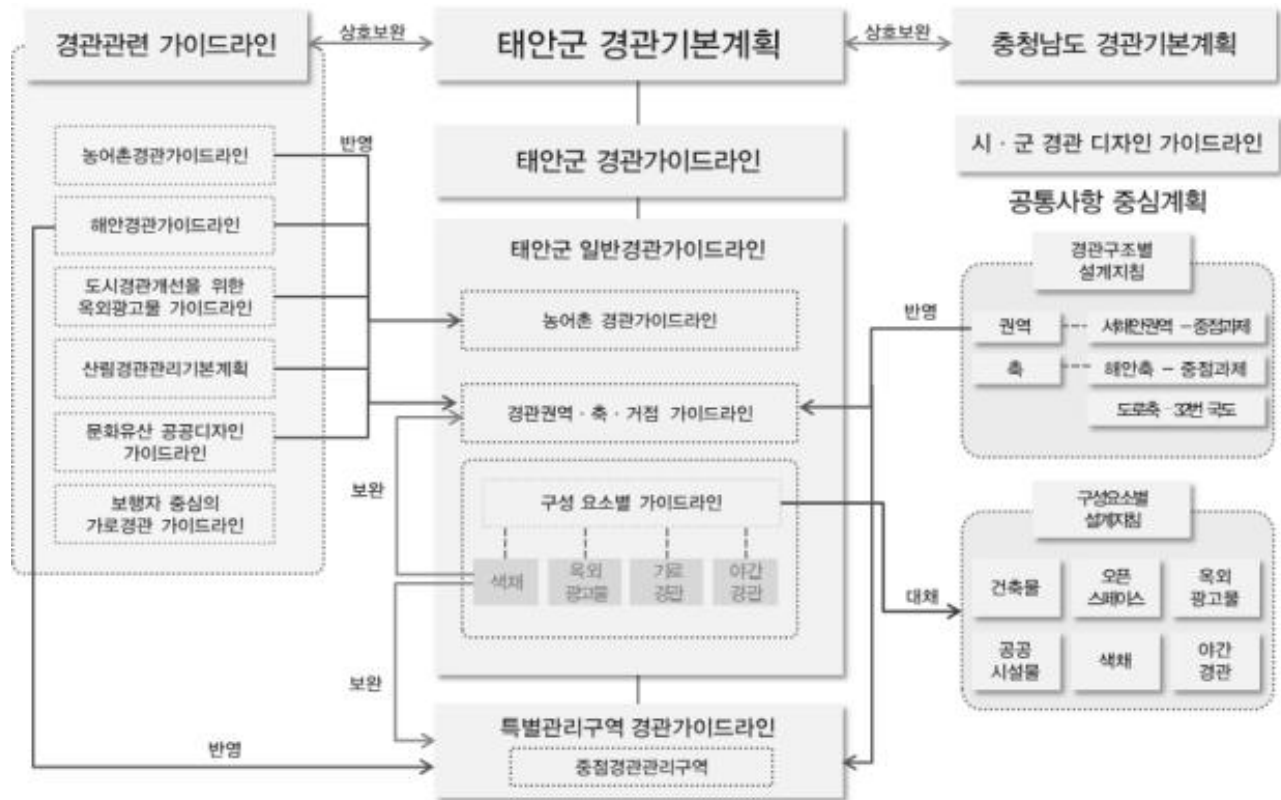 경관관련 가이드라인
상호보완
태안군 경관기본계획
상호보완
충청남도 경관기본계획
농어촌경관가이드라인
해안경관가이드라인
도시경관개선을 위한
옥외광고물 가이드라인
산림경관관리기본계획
문화유산 공공디자인
가이드라인
보행자 중심의
가로경관 가이드라인
반영
태안군 경관가이드라인
태안군 일반경관가이드라인
농어촌 경관가이드라인
경관권역 · 축 · 거점 가이드라인
구성 요소별 가이드라인
색채
옥외
광고물
가로
경관
야간
경관
보완
보완
반영
특별관리구역 경관가이드라인
중점경관관리구역
시 · 군 경관 디자인 가이드라인
공통사항 중심계획
경관구조별
설계지침
반영
권역
서해안권역 – 중점과제
축
해안축 – 중점과제
도로축 – 32번 국도
구성요소별
설계지침
대체
건축물
오픈
스페이스
옥외
광고물
공공
시설물
색채
야간
경관